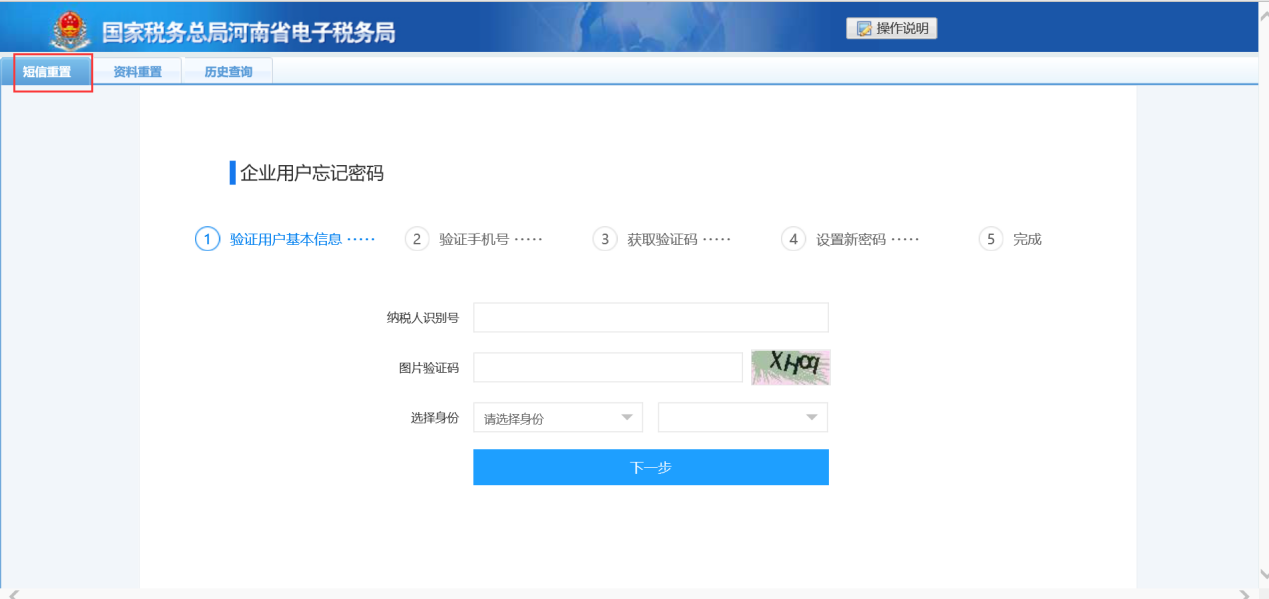 国家税务总局河南省电子税务局
操作说明
短信重置 资料重置 历史查询
企业用户忘记密码
1 验证用户基本信息 ····· 2 验证手机号 ····· 3 获取验证码 ····· 4 设置新密码 ····· 5 完成
纳税人识别号
图片验证码
选择身份 请选择身份
下一步